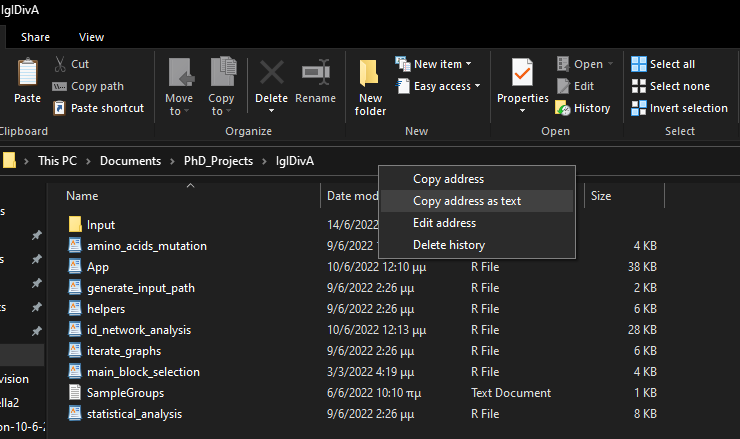 IgIDivA
Share View
Cut
Copy path
Paste shortcut
Paste
Move to
Copy to
Delete
Rename
New folder
New item
Easy access
Properties
Open
Edit
History
Select all
Select none
Invert selection
Clipboard Organize New Open Select
This PC > Documents > PhD_Projects > IgIDivA
Copy address
Copy address as text
Edit address
Delete history
Name Date mod Size
Input 14/6/2022
amino_acids_mutation 9/6/2022 4 KB
App 10/6/2022 12:10 μμ R File 38 KB
generate_input_path 9/6/2022 2:26 μμ R File 2 KB
helpers 9/6/2022 2:26 μμ R File 6 KB
id_network_analysis 10/6/2022 12:13 μμ R File 28 KB
iterate_graphs 9/6/2022 2:26 μμ R File 6 KB
main_block_selection 3/3/2022 4:19 μμ R File 4 KB
SampleGroups 6/6/2022 10:10 πμ Text Document 1 KB
statistical_analysis 9/6/2022 2:26 μμ R File 8 KB
vision
ella2
on-10-6-2